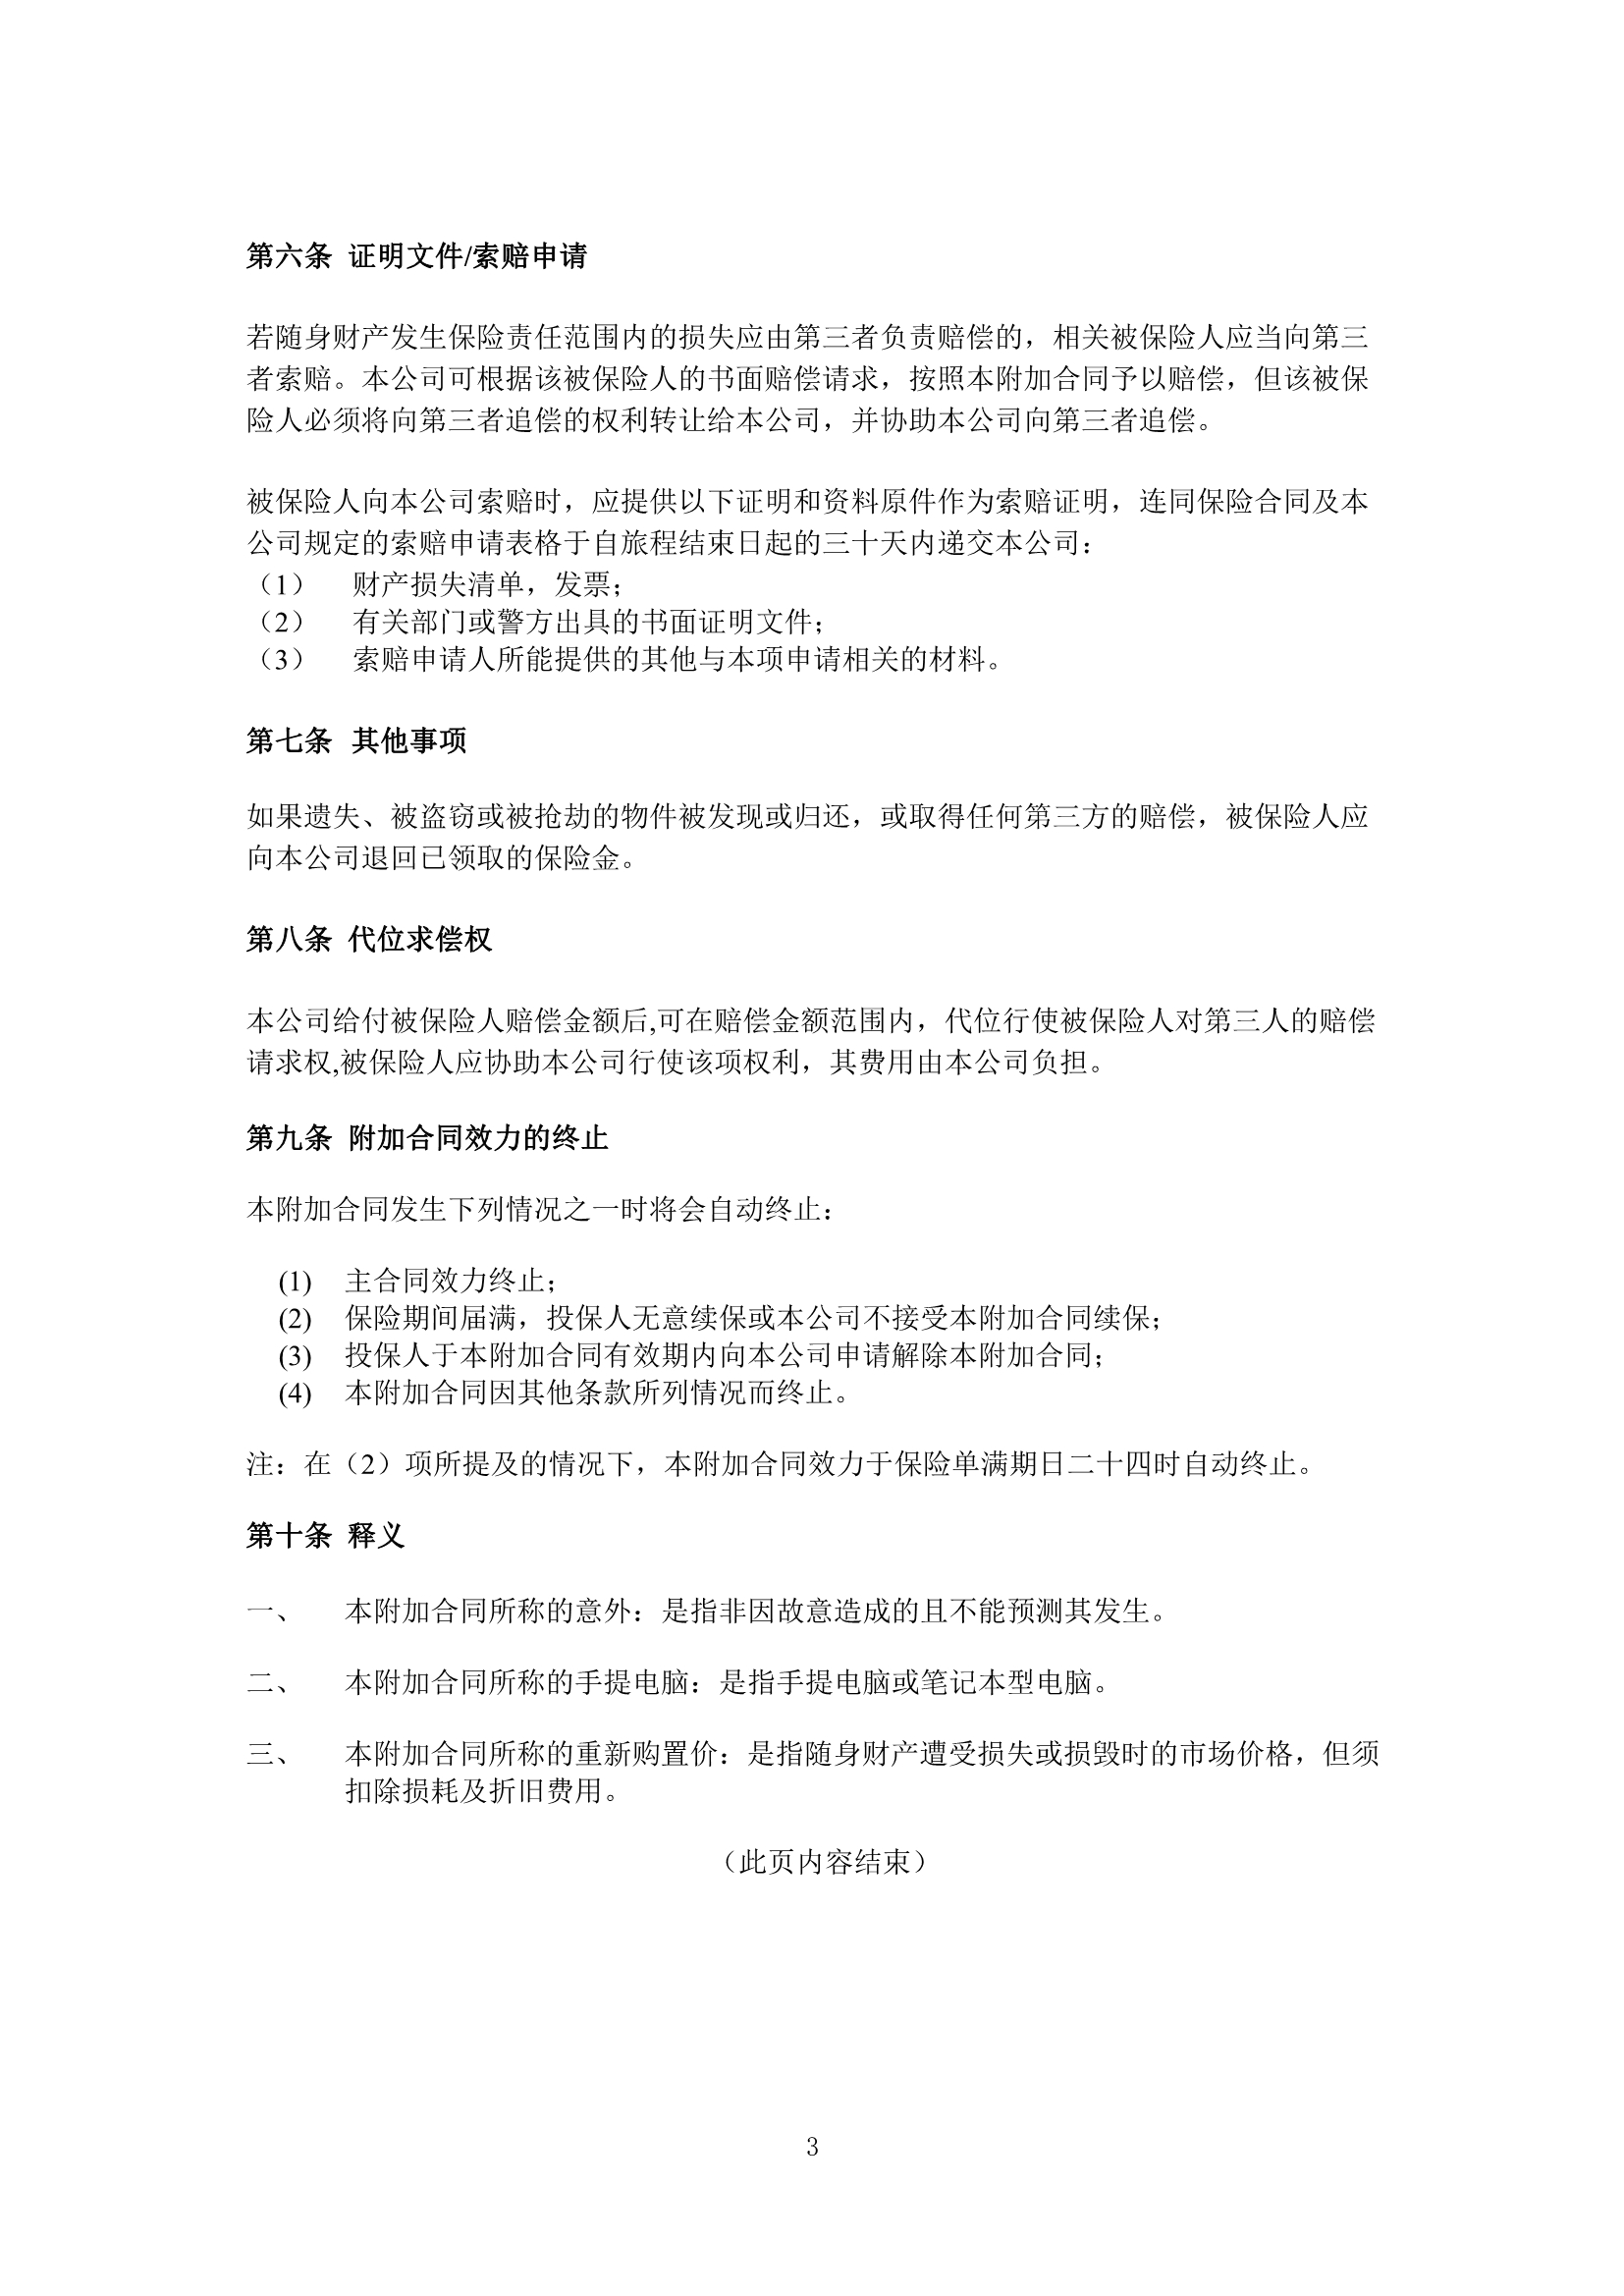 第六条 证明文件/索赔申请
若随身财产发生保险责任范围内的损失应由第三者负责赔偿的，相关被保险人应当向第三
者索赔。本公司可根据该被保险人的书面赔偿请求，按照本附加合同予以赔偿，但该被保
险人必须将向第三者追偿的权利转让给本公司，并协助本公司向第三者追偿。
被保险人向本公司索赔时，应提供以下证明和资料原件作为索赔证明，连同保险合同及本
公司规定的索赔申请表格于自旅程结束日起的三十天内递交本公司：
（1） 财产损失清单，发票；
（2） 有关部门或警方出具的书面证明文件；
（3） 索赔申请人所能提供的其他与本项申请相关的材料。
第七条 其他事项
如果遗失、被盗窃或被抢劫的物件被发现或归还，或取得任何第三方的赔偿，被保险人应
向本公司退回已领取的保险金。
第八条 代位求偿权
本公司给付被保险人赔偿金额后,可在赔偿金额范围内，代位行使被保险人对第三人的赔偿
请求权,被保险人应协助本公司行使该项权利，其费用由本公司负担。
第九条 附加合同效力的终止
本附加合同发生下列情况之一时将会自动终止：
(1) 主合同效力终止；
(2) 保险期间届满，投保人无意续保或本公司不接受本附加合同续保；
(3) 投保人于本附加合同有效期内向本公司申请解除本附加合同；
(4) 本附加合同因其他条款所列情况而终止。
注：在（2）项所提及的情况下，本附加合同效力于保险单满期日二十四时自动终止。
第十条 释义
一、 本附加合同所称的意外：是指非因故意造成的且不能预测其发生。
二、 本附加合同所称的手提电脑：是指手提电脑或笔记本型电脑。
三、 本附加合同所称的重新购置价：是指随身财产遭受损失或损毁时的市场价格，但须
扣除损耗及折旧费用。
（此页内容结束）
3